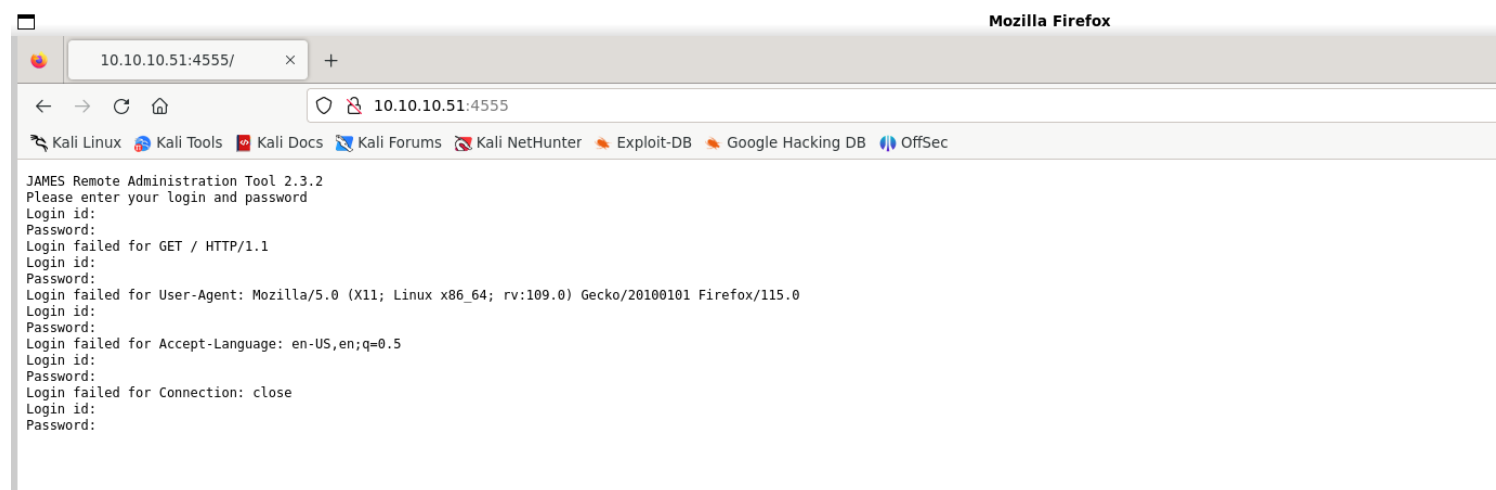 Mozilla Firefox
10.10.10.51:4555/
10.10.10.51:4555
Kali Linux Kali Tools Kali Docs Kali Forums Kali NetHunter Exploit-DB Google Hacking DB OffSec
JAMES Remote Administration Tool 2.3.2
Please enter your login and password
Login id:
Password:
Login failed for GET / HTTP/1.1
Login id:
Password:
Login failed for User-Agent: Mozilla/5.0 (X11; Linux x86_64; rv:109.0) Gecko/20100101 Firefox/115.0
Login id:
Password:
Login failed for Accept-Language: en-US,en;q=0.5
Login id:
Password:
Login failed for Connection: close
Login id:
Password: